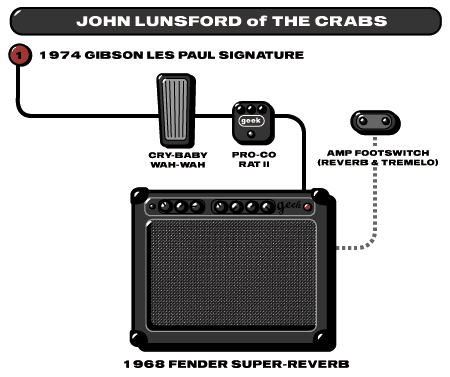 JOHN LUNSFORD of THE CRABS
1 1974 GIBSON LES PAUL SIGNATURE
geek
CRY-BABY
WAH-WAH
PRO-CO
RAT II
AMP FOOTSWITCH
(REVERB & TREMELO)
geek
1968 FENDER SUPER-REVERB